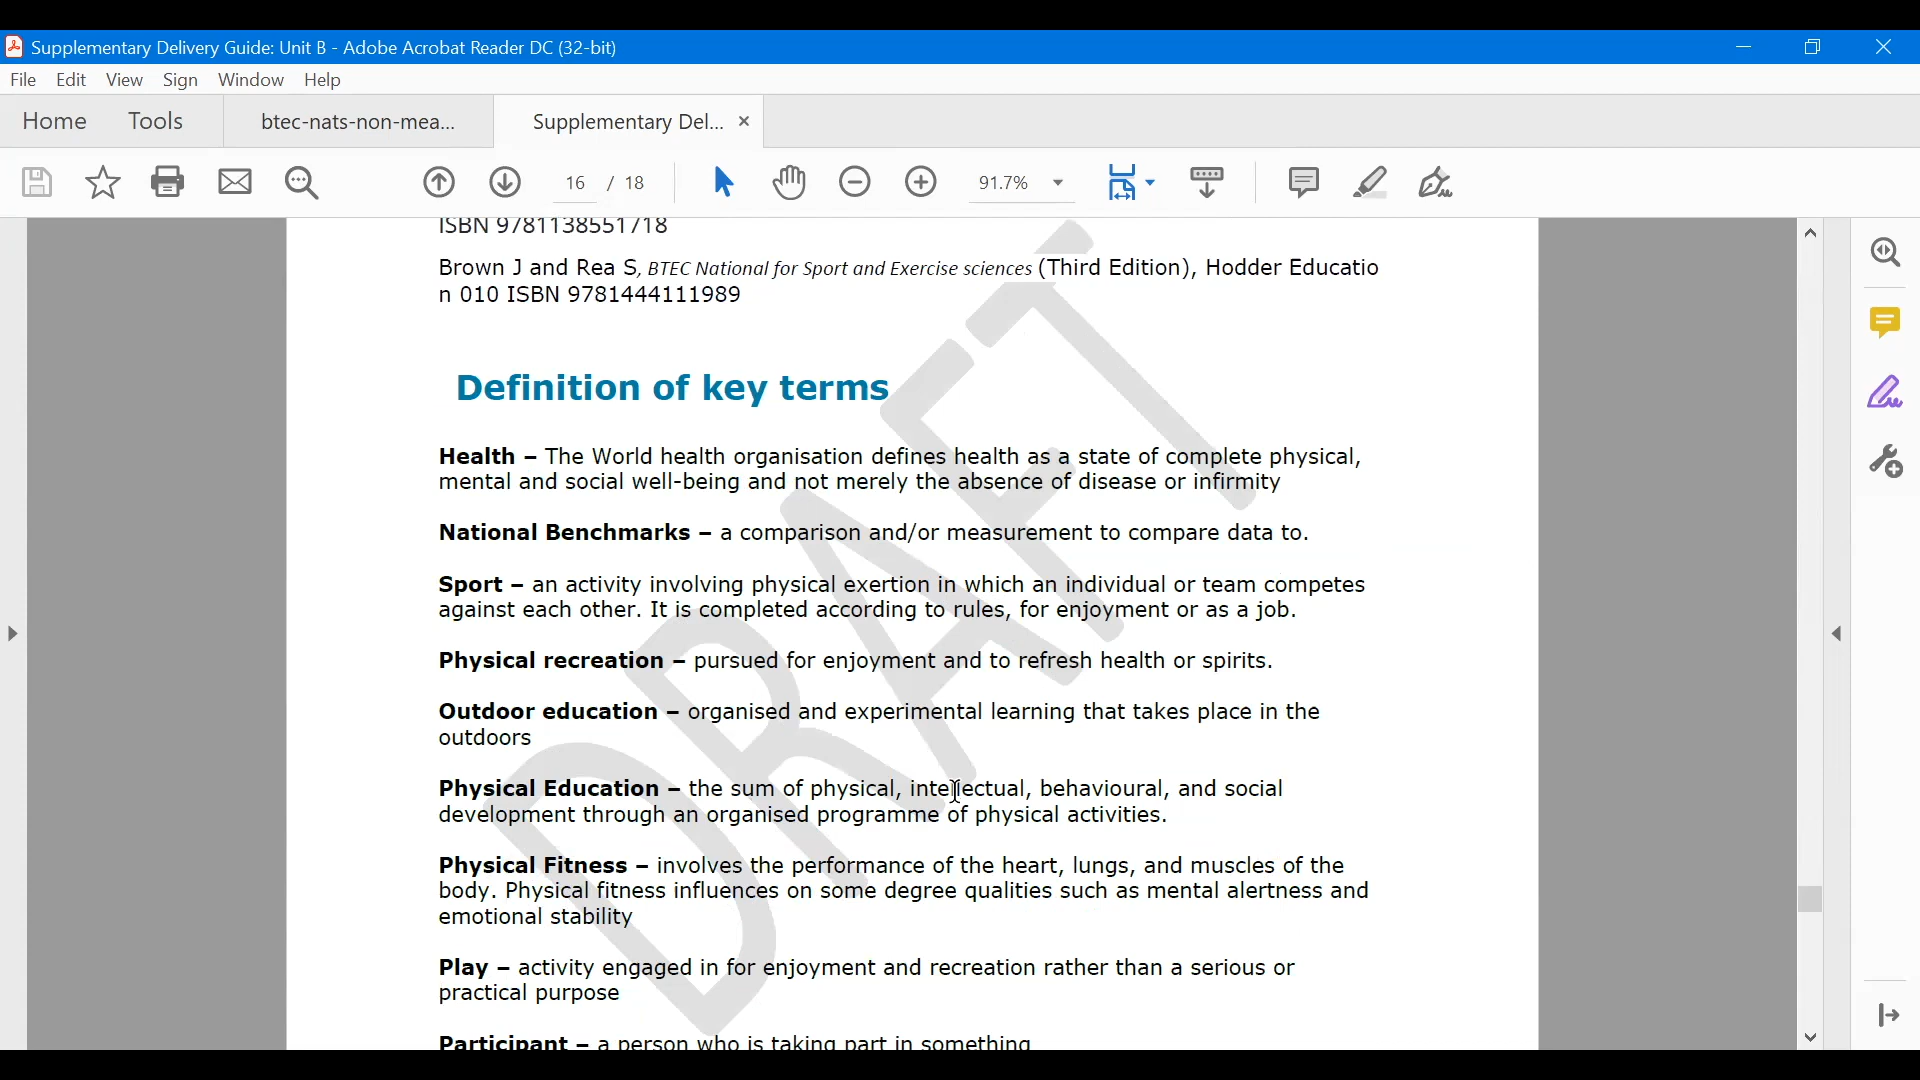 Supplementary Delivery Guide: Unit B - Adobe Acrobat Reader DC (32-bit)
File Edit View Sign Window Help
Home Tools btec-nats-non-mea... Supplementary Del... ×
16 / 18 91.7%
ISBN 9781138551718
Brown J and Rea S, BTEC National for Sport and Exercise sciences (Third Edition), Hodder Educatio
n 010 ISBN 9781444111989
Definition of key terms
Health – The World health organisation defines health as a state of complete physical,
mental and social well-being and not merely the absence of disease or infirmity
National Benchmarks – a comparison and/or measurement to compare data to.
Sport – an activity involving physical exertion in which an individual or team competes
against each other. It is completed according to rules, for enjoyment or as a job.
Physical recreation – pursued for enjoyment and to refresh health or spirits.
Outdoor education – organised and experimental learning that takes place in the
outdoors
Physical Education – the sum of physical, intellectual, behavioural, and social
development through an organised programme of physical activities.
Physical Fitness – involves the performance of the heart, lungs, and muscles of the
body. Physical fitness influences on some degree qualities such as mental alertness and
emotional stability
Play – activity engaged in for enjoyment and recreation rather than a serious or
practical purpose
Participant – a person who is taking part in something
DRAFT